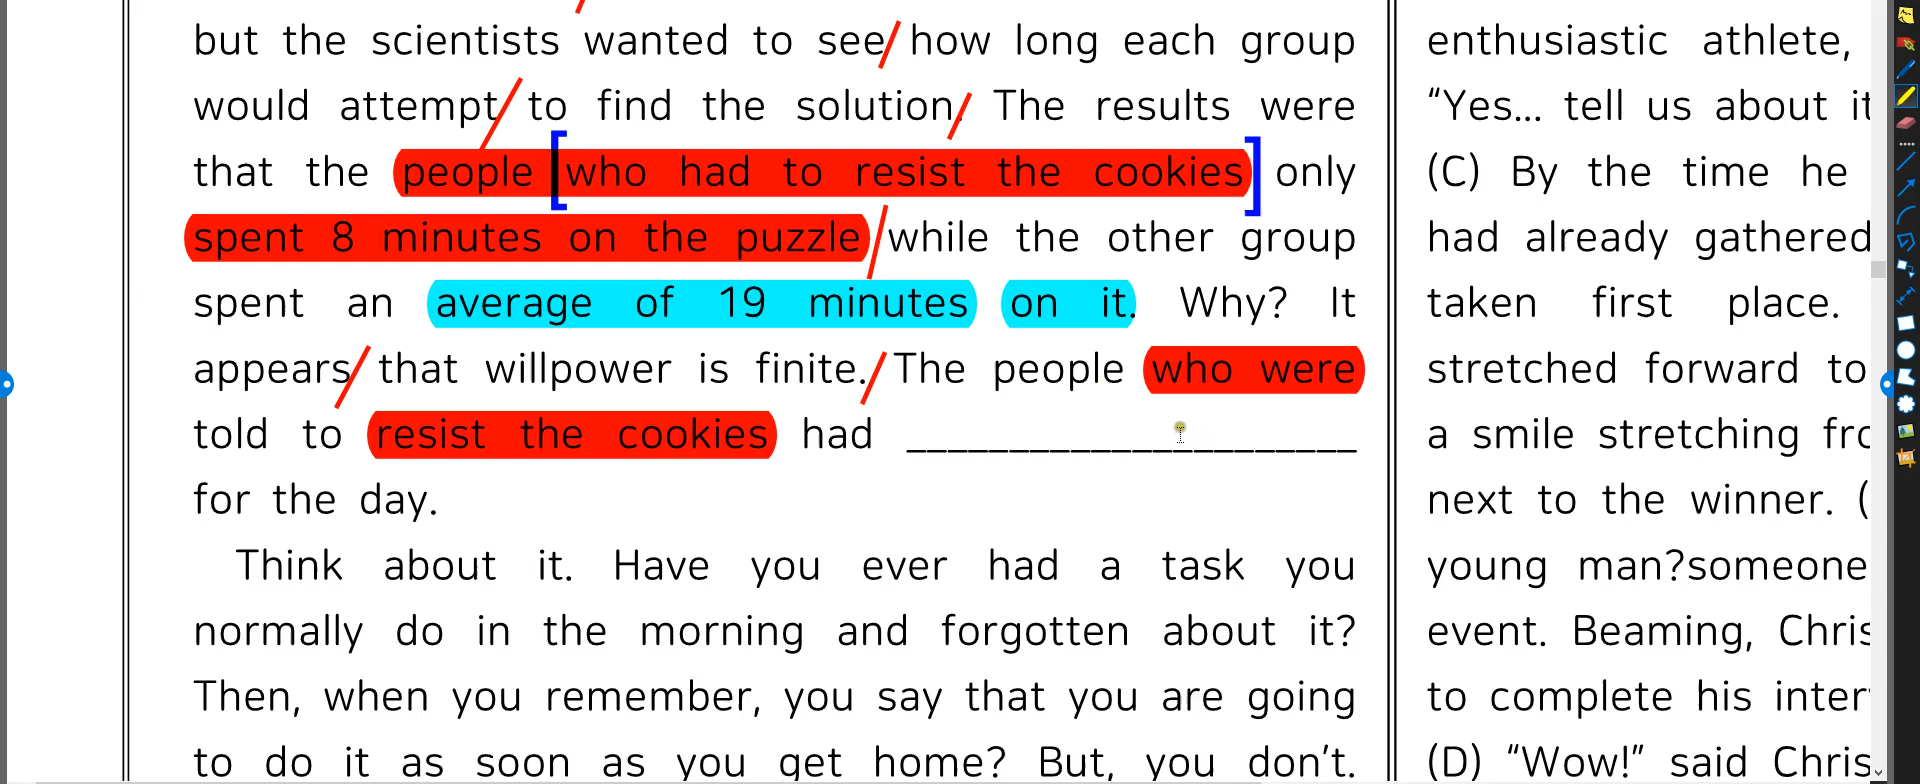 but the scientists wanted to see how long each group
would attempt to find the solution. The results were
that the people who had to resist the cookies only
spent 8 minutes on the puzzle while the other group
spent an average of 19 minutes on it. Why? It
appears that willpower is finite. The people who were
told to resist the cookies had ______________________
for the day.
Think about it. Have you ever had a task you
normally do in the morning and forgotten about it?
Then, when you remember, you say that you are going
to do it as soon as you get home? But, you don't.
enthusiastic athlete,
"Yes... tell us about it
(C) By the time he
had already gathered
taken first place.
stretched forward to
a smile stretching
next to the winner. (
young man?someone
event. Beaming, Chris
to complete his
(D) "Wow!" said Chris